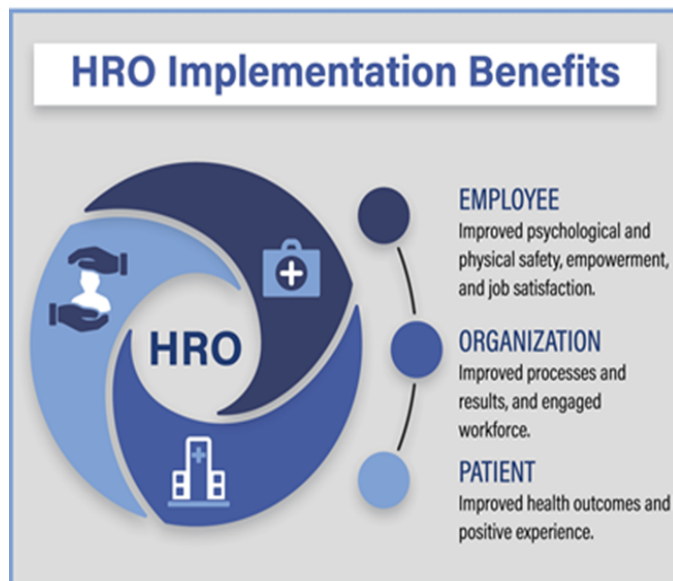 HRO Implementation Benefits
HRO
EMPLOYEE
Improved psychological and
physical safety, empowerment,
and job satisfaction.
ORGANIZATION
Improved processes and
results, and engaged
workforce.
PATIENT
Improved health outcomes and
positive experience.